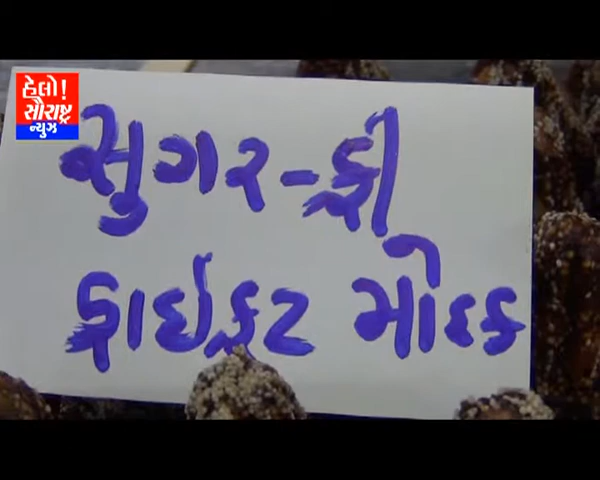 હેલો!
સૌરાષ્ટ્ર
ન્યુઝ
સુગર-ફ્રી
ફ્રાઈફ્રુટ મોદક